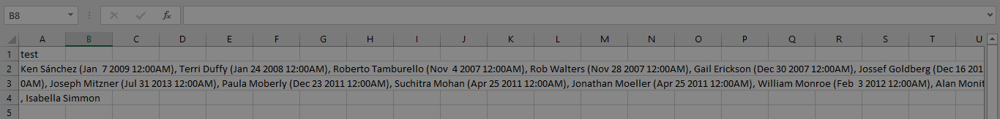 B8
fx
A B C D E F G H I J K L M N O P Q R S T U
1 test
2 Ken Sánchez (Jan  7 2009 12:00AM), Terri Duffy (Jan 24 2008 12:00AM), Roberto Tamburello (Nov  4 2007 12:00AM), Rob Walters (Nov 28 2007 12:00AM), Gail Erickson (Dec 30 2007 12:00AM), Jossef Goldberg (Dec 16 201
3 0AM), Joseph Mitzner (Jul 31 2013 12:00AM), Paula Moberly (Dec 23 2011 12:00AM), Suchitra Mohan (Apr 25 2011 12:00AM), Jonathan Moeller (Apr 25 2011 12:00AM), William Monroe (Feb  3 2012 12:00AM), Alan Monit
4 , Isabella Simmon
5